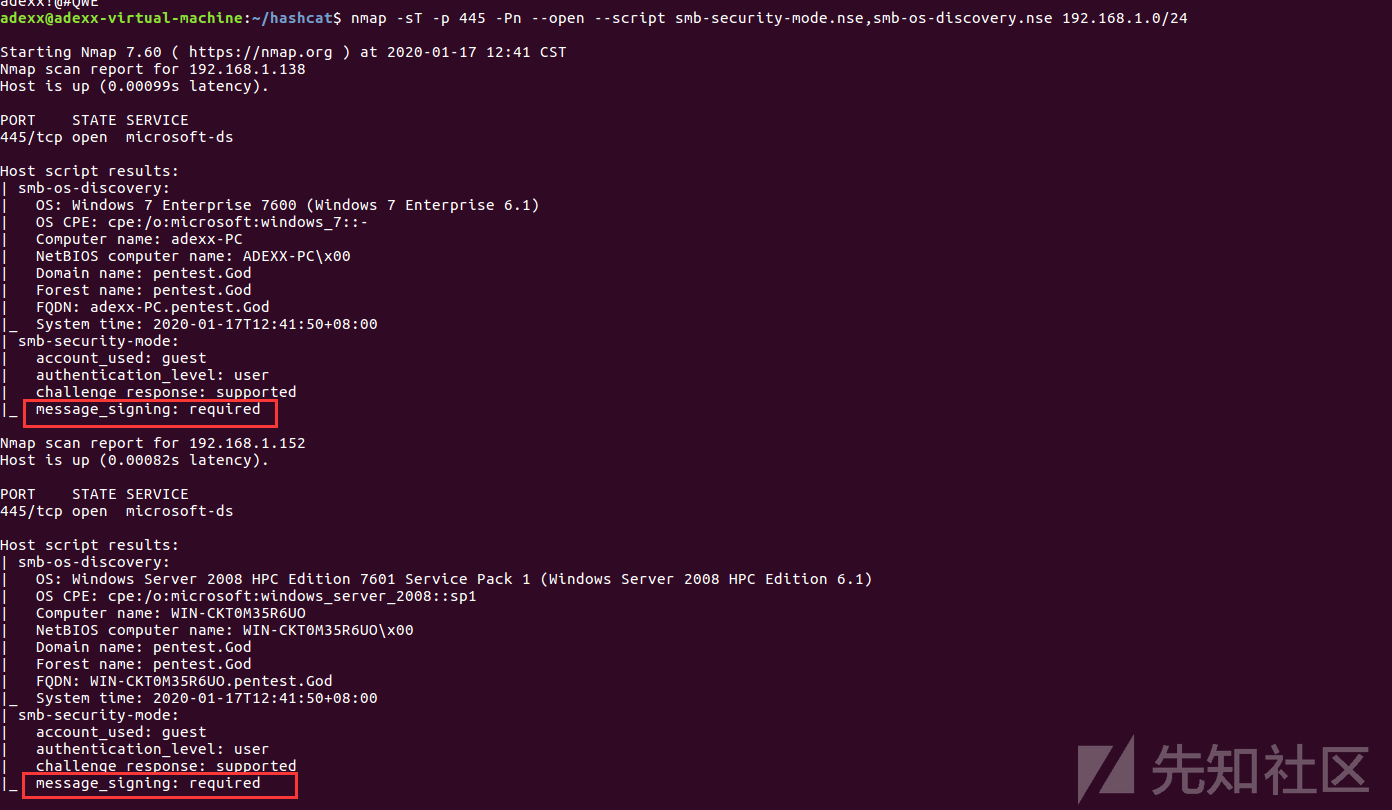 adexx!@#QWE
adexx@adexx-virtual-machine:~/hashcat$ nmap -sT -p 445 -Pn --open --script smb-security-mode.nse,smb-os-discovery.nse 192.168.1.0/24

Starting Nmap 7.60 ( https://nmap.org ) at 2020-01-17 12:41 CST
Nmap scan report for 192.168.1.138
Host is up (0.00099s latency).

PORT    STATE SERVICE
445/tcp open  microsoft-ds

Host script results:
| smb-os-discovery:
|   OS: Windows 7 Enterprise 7600 (Windows 7 Enterprise 6.1)
|   OS CPE: cpe:/o:microsoft:windows_7::-
|   Computer name: adexx-PC
|   NetBIOS computer name: ADEXX-PC\x00
|   Domain name: pentest.God
|   Forest name: pentest.God
|   FQDN: adexx-PC.pentest.God
|_  System time: 2020-01-17T12:41:50+08:00
| smb-security-mode:
|   account_used: guest
|   authentication_level: user
|   challenge_response: supported
|_  message_signing: required

Nmap scan report for 192.168.1.152
Host is up (0.00082s latency).

PORT    STATE SERVICE
445/tcp open  microsoft-ds

Host script results:
| smb-os-discovery:
|   OS: Windows Server 2008 HPC Edition 7601 Service Pack 1 (Windows Server 2008 HPC Edition 6.1)
|   OS CPE: cpe:/o:microsoft:windows_server_2008::sp1
|   Computer name: WIN-CKT0M35R6UO
|   NetBIOS computer name: WIN-CKT0M35R6UO\x00
|   Domain name: pentest.God
|   Forest name: pentest.God
|   FQDN: WIN-CKT0M35R6UO.pentest.God
|_  System time: 2020-01-17T12:41:50+08:00
| smb-security-mode:
|   account_used: guest
|   authentication_level: user
|   challenge_response: supported
|_  message_signing: required
先知社区